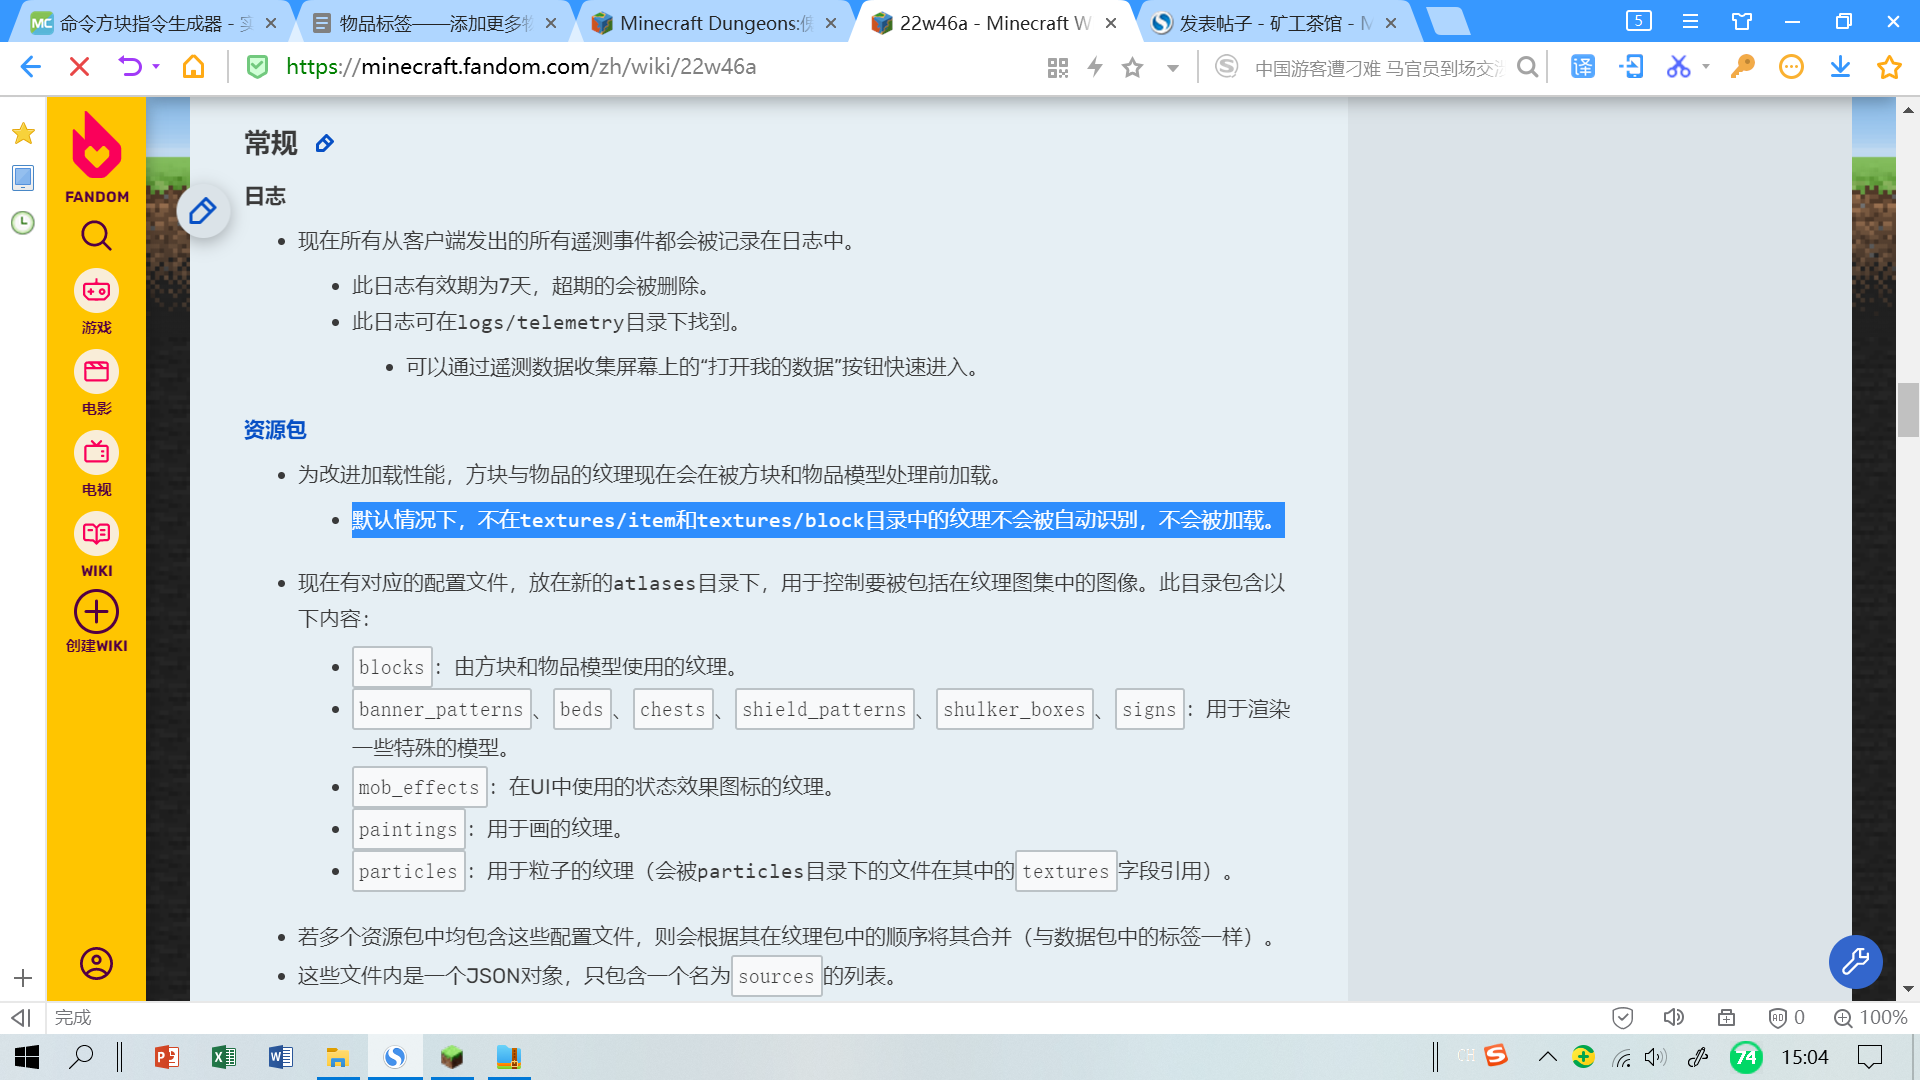 命令方块指令生成器 - 实
物品标签——添加更多物
Minecraft Dungeons:傀
22w46a - Minecraft W
发表帖子 - 矿工茶馆 - M
5
https://minecraft.fandom.com/zh/wiki/22w46a
中国游客遭刁难 马官员到场交涉
译
FANDOM
游戏
电影
电视
WIKI
创建WIKI
常规
日志
现在所有从客户端发出的所有遥测事件都会被记录在日志中。
此日志有效期为7天，超期的会被删除。
此日志可在logs/telemetry目录下找到。
可以通过遥测数据收集屏幕上的“打开我的数据”按钮快速进入。
资源包
为改进加载性能，方块与物品的纹理现在会在被方块和物品模型处理前加载。
默认情况下，不在textures/item和textures/block目录中的纹理不会被自动识别，不会被加载。
现在有对应的配置文件，放在新的atlases目录下，用于控制要被包括在纹理图集中的图像。此目录包含以
下内容：
blocks：由方块和物品模型使用的纹理。
banner_patterns、beds、chests、shield_patterns、shulker_boxes、signs：用于渲染
一些特殊的模型。
mob_effects：在UI中使用的状态效果图标的纹理。
paintings：用于画的纹理。
particles：用于粒子的纹理（会被particles目录下的文件在其中的textures字段引用）。
若多个资源包中均包含这些配置文件，则会根据其在纹理包中的顺序将其合并（与数据包中的标签一样）。
这些文件内是一个JSON对象，只包含一个名为sources的列表。
完成
0
100%
CH
74
15:04